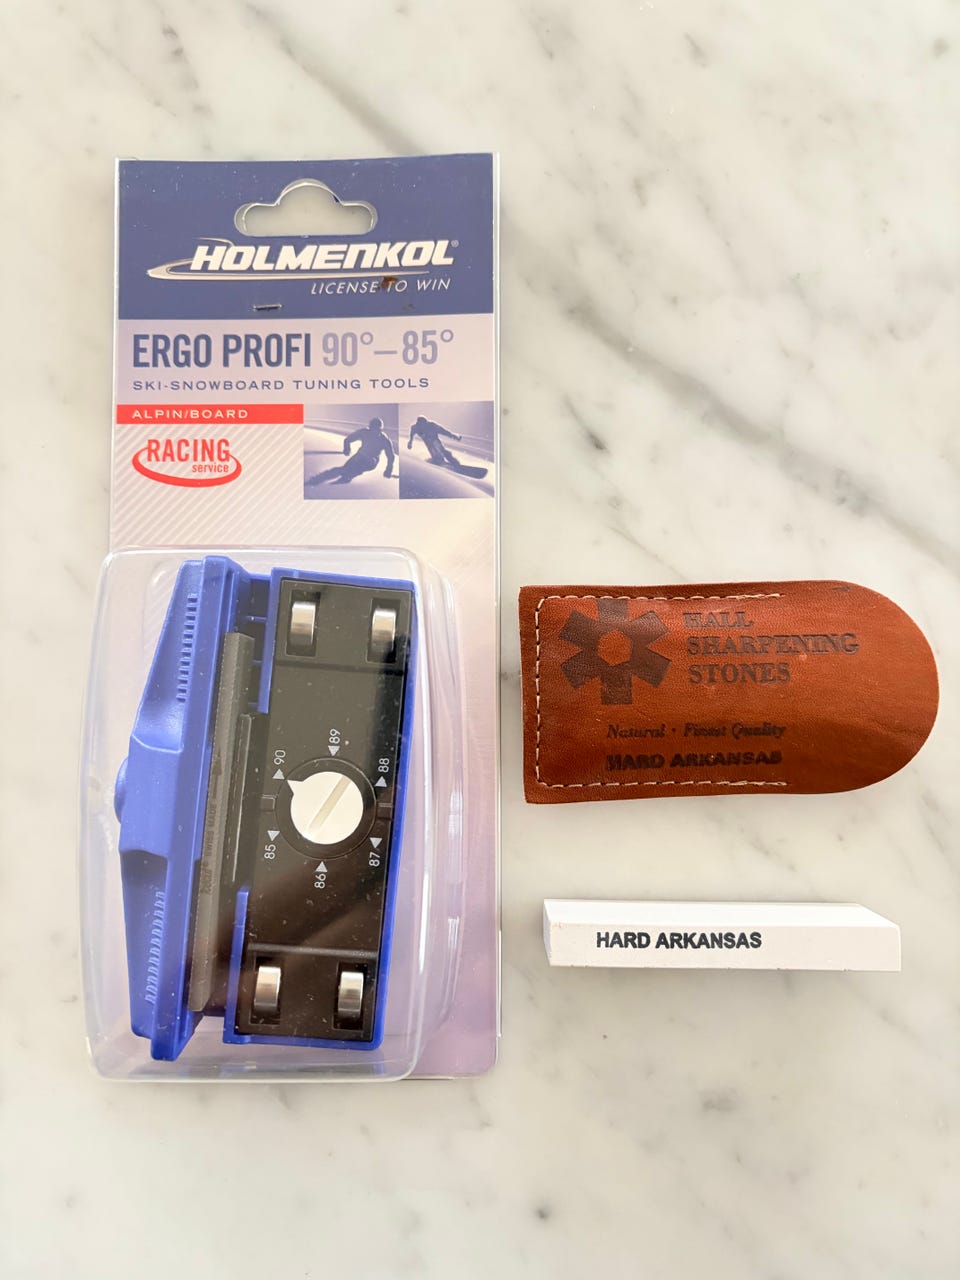 HOLMENKOL®
LICENSE TO WIN
ERGO PROFI 90°–85°
SKI-SNOWBOARD TUNING TOOLS
ALPIN/BOARD
RACING
service
90
89
88
87
86
85
HALL
SHARPENING
STONES
Natural · Finest Quality
HARD ARKANSAS
HARD ARKANSAS